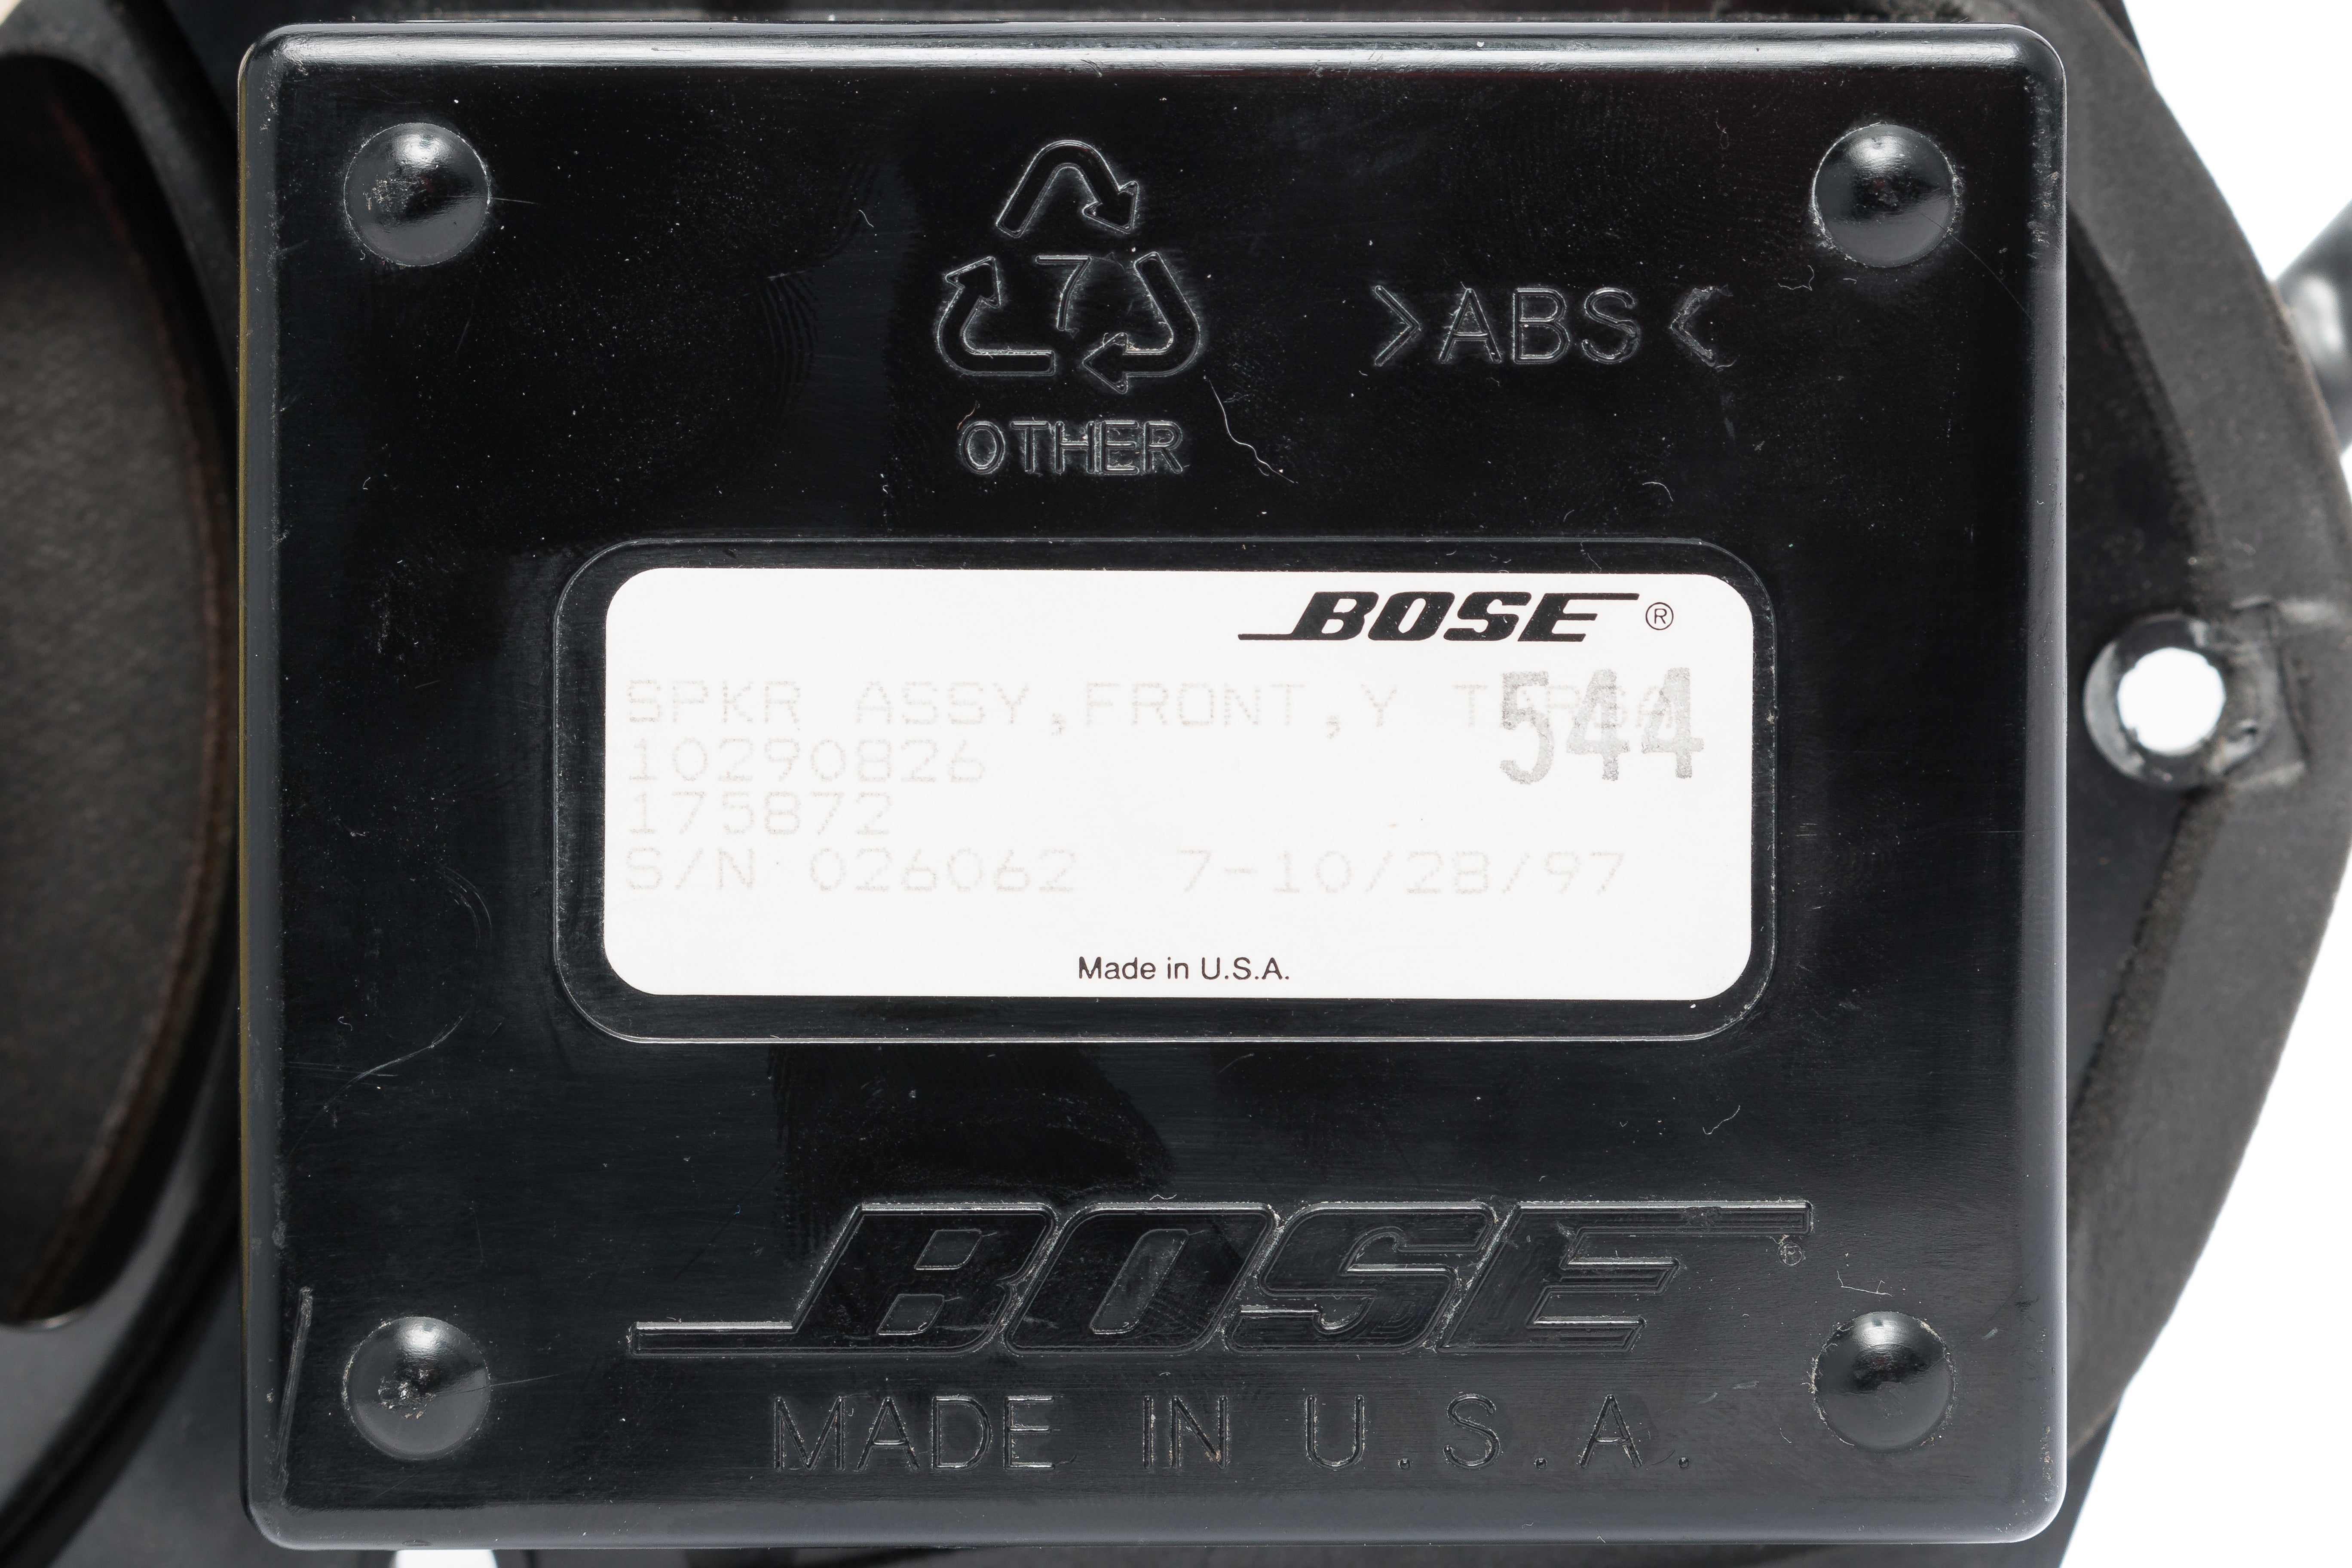 7
OTHER
>ABS<
BOSE®
SPKR ASSY,FRONT,Y TARGA
544
10290826
175872
S/N 026062 7-10/28/97
Made in U.S.A.
BOSE®
MADE IN U.S.A.